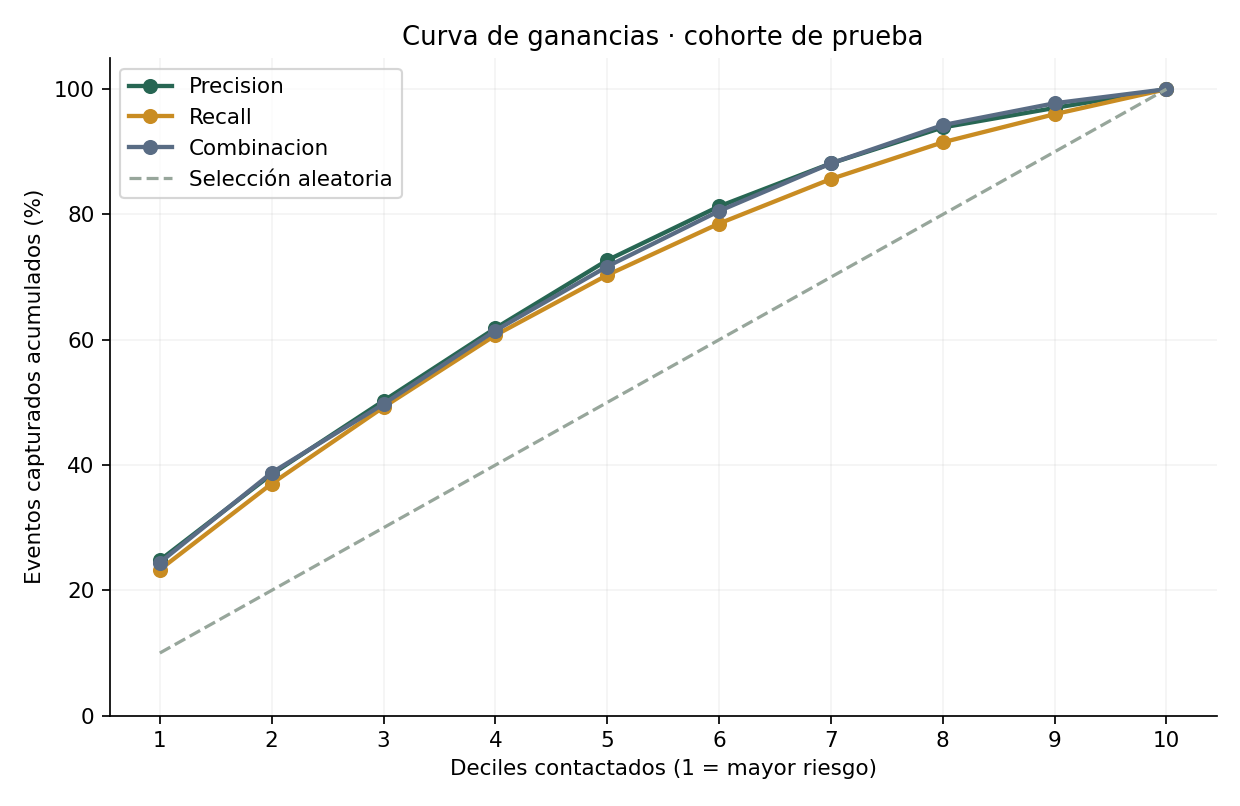 Curva de ganancias · cohorte de prueba
Precision
Recall
Combinacion
Selección aleatoria
Eventos capturados acumulados (%)
100
80
60
40
20
0
1 2 3 4 5 6 7 8 9 10
Deciles contactados (1 = mayor riesgo)